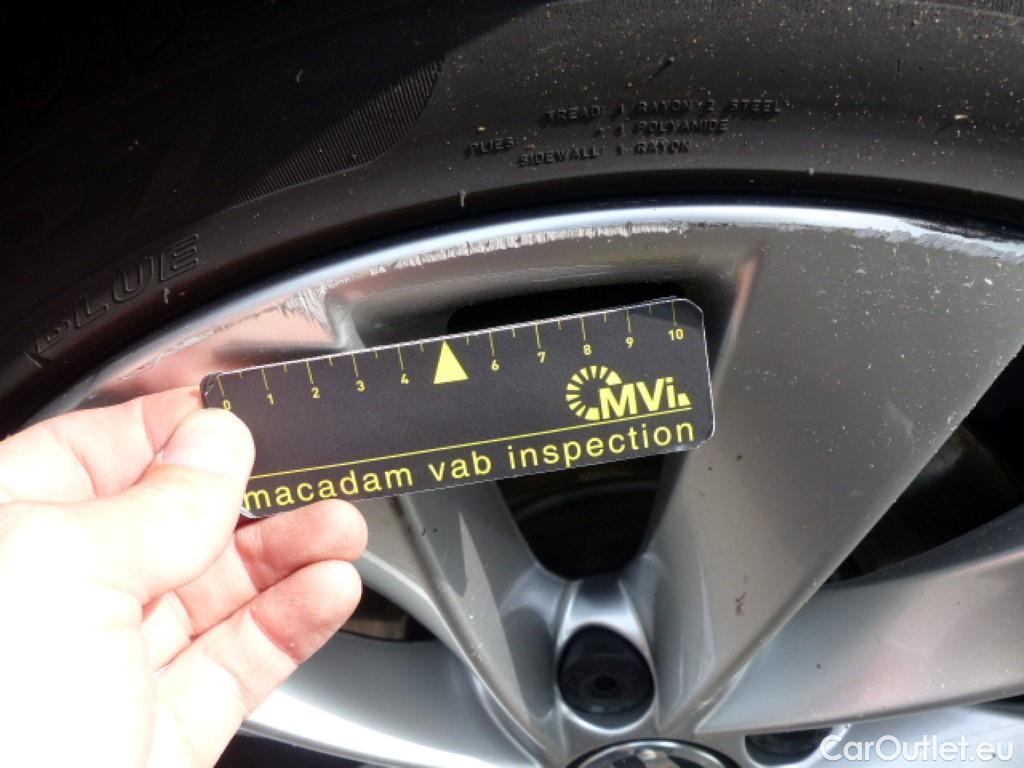 TREAD: 1 RAYON 2 STEEL
1 POLYAMIDE
PLIES:
SIDEWALL: 1 RAYON
BLUE
0 1 2 3 4 6 7 8 9 10
MVi
macadam vab inspection
CarOutlet.eu